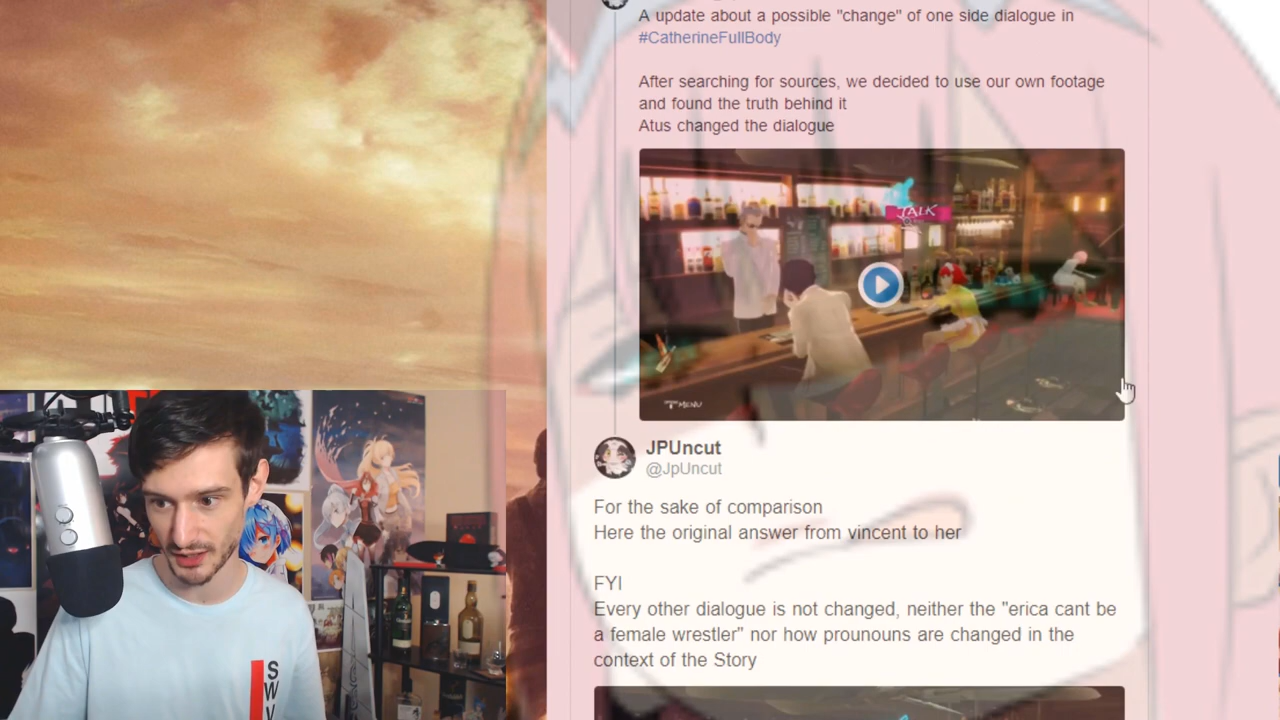 A update about a possible "change" of one side dialogue in
#CatherineFullBody
After searching for sources, we decided to use our own footage
and found the truth behind it
Atus changed the dialogue
TALK
MENU
JPUncut
@JpUncut
For the sake of comparison
Here the original answer from vincent to her
FYI
Every other dialogue is not changed, neither the "erica cant be
a female wrestler" nor how prounouns are changed in the
context of the Story
S
W
V